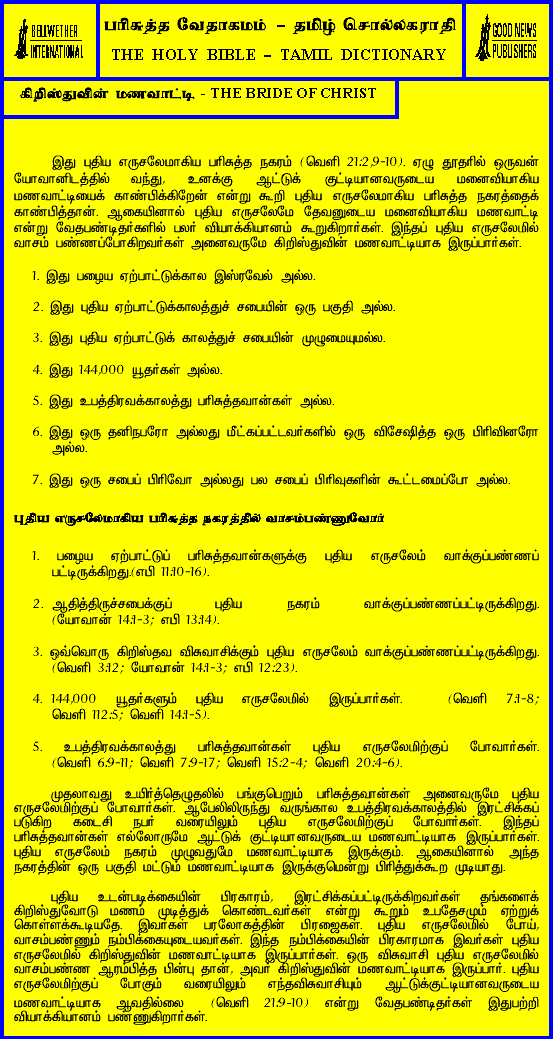 BELLWETHER
INTERNATIONAL
பரிசுத்த வேதாகமம் – தமிழ் சொல்லகராதி
THE HOLY BIBLE – TAMIL DICTIONARY
GOOD NEWS
PUBLISHERS
கிறிஸ்துவின் மணவாட்டி - THE BRIDE OF CHRIST
இது புதிய எருசலேமாகிய பரிசுத்த நகரம் (வெளி 21:2,9-10). ஏழு தூதரில் ஒருவன்
யோவானிடத்தில் வந்து, உனக்கு ஆட்டுக் குட்டியானவருடைய மனைவியாகிய
மணவாட்டியைக் காண்பிக்கிறேன் என்று கூறி புதிய எருசலேமாகிய பரிசுத்த நகரத்தைக்
காண்பித்தான். ஆகையினால் புதிய எருசலேமே தேவனுடைய மனைவியாகிய மணவாட்டி
என்று வேதபண்டிதர்களில் பலர் வியாக்கியானம் கூறுகிறார்கள். இந்தப் புதிய எருசலேமில்
வாசம் பண்ணப்போகிறவர்கள் அனைவருமே கிறிஸ்துவின் மணவாட்டியாக இருப்பார்கள்.
1. இது பழைய ஏற்பாட்டுகால இஸ்ரவேல் அல்ல.
2. இது புதிய ஏற்பாட்டுக்காலத்துச் சபையின் ஒரு பகுதி அல்ல.
3. இது புதிய ஏற்பாட்டுக் காலத்துச் சபையின் முழுமையுமல்ல.
4. இது 144,000 யூதர்கள் அல்ல.
5. இது உபத்திரவக்காலத்து பரிசுத்தவான்கள் அல்ல.
6. இது ஒரு தனிநபரோ அல்லது மீட்கப்பட்டவர்களில் ஒரு விசேஷித்த ஒரு பிரிவினரோ
அல்ல.
7. இது ஒரு சபைப் பிரிவோ அல்லது பல சபைப் பிரிவுகளின் கூட்டமைப்போ அல்ல.
புதிய எருசலேமாகிய பரிசுத்த நகரத்தில் வாசம்பண்ணுவோர்
1. பழைய ஏற்பாட்டுப் பரிசுத்தவான்களுக்கு புதிய எருசலேம் வாக்குப்பண்ணப்
பட்டிருக்கிறது.(எபி 11:10-16).
2. ஆதித்திருச்சபைக்குப் புதிய நகரம் வாக்குப்பண்ணப்பட்டிருக்கிறது.
(யோவான் 14:1-3; எபி 13:14).
3. ஒவ்வொரு கிறிஸ்தவ விசுவாசிக்கும் புதிய எருசலேம் வாக்குப்பண்ணப்பட்டிருக்கிறது.
(வெளி 3:12; யோவான் 14:1-3; எபி 12:23).
4. 144,000 யூதர்களும் புதிய எருசலேமில் இருப்பார்கள். (வெளி 7:1-8;
வெளி 112:5; வெளி 14:1-5).
5. உபத்திரவக்காலத்து பரிசுத்தவான்கள் புதிய எருசலேமிற்குப் போவார்கள்.
(வெளி 6:9-11; வெளி 7:9-17; வெளி 15:2-4; வெளி 20:4-6).
முதலாவது உயிர்த்தெழுதலில் பங்குபெறும் பரிசுத்தவான்கள் அனைவருமே புதிய
எருசலேமிற்குப் போவார்கள். ஆபேலிலிருந்து வருங்கால உபத்திரவக்காலத்தில் இரட்சிக்கப்
படுகிற கடைசி நபர் வரையிலும் புதிய எருசலேமிற்குப் போவார்கள். இந்தப்
பரிசுத்தவான்கள் எல்லோருமே ஆட்டுக் குட்டியானவருடைய மணவாட்டியாக இருப்பார்கள்.
புதிய எருசலேம் நகரம் முழுவதுமே மணவாட்டியாக இருக்கும். ஆகையினால் அந்த
நகரத்தின் ஒரு பகுதி மட்டும் மணவாட்டியாக இருக்குமென்று பிரித்துக்கூற முடியாது.
புதிய உடன்படிக்கையின் பிரகாரம், இரட்சிக்கப்பட்டிருக்கிறவர்கள் தங்களைக்
கிறிஸ்துவோடு மணம் முடித்துக் கொண்டவர்கள் என்று கூறும் உபதேசமும் ஏற்றுக்
கொள்ளக்கூடியதே. இவர்கள் பரலோகத்தின் பிரஜைகள். புதிய எருசலேமில் போய்,
வாசம்பண்ணும் நம்பிக்கையுடையவர்கள். இந்த நம்பிக்கையின் பிரகாரமாக இவர்கள் புதிய
எருசலேமில் கிறிஸ்துவின் மணவாட்டியாக இருப்பார்கள். ஒரு விசுவாசி புதிய எருசலேமில்
வாசம்பண்ண ஆரம்பித்த பின்பு தான், அவர் கிறிஸ்துவின் மணவாட்டியாக இருப்பார். புதிய
எருசலேமிற்குப் போகும் வரையிலும் எந்தவிசுவாசியும் ஆட்டுக்குட்டியானவருடைய
மணவாட்டியாக ஆவதில்லை (வெளி 21:9-10) என்று வேதபண்டிதர்கள் இதுபற்றி
வியாக்கியானம் பண்ணுகிறார்கள்.